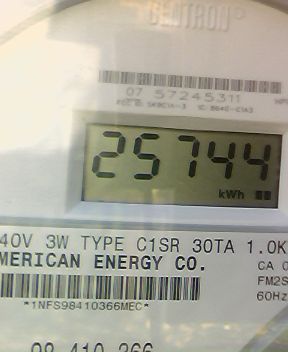 CENTRON®
07 57245311
25744
kWh
40V 3W TYPE C1SR 30TA 1.0K
MERICAN ENERGY CO.
CA 0
FM2S
60Hz
*1NFS98410366MEC*
98 410 366